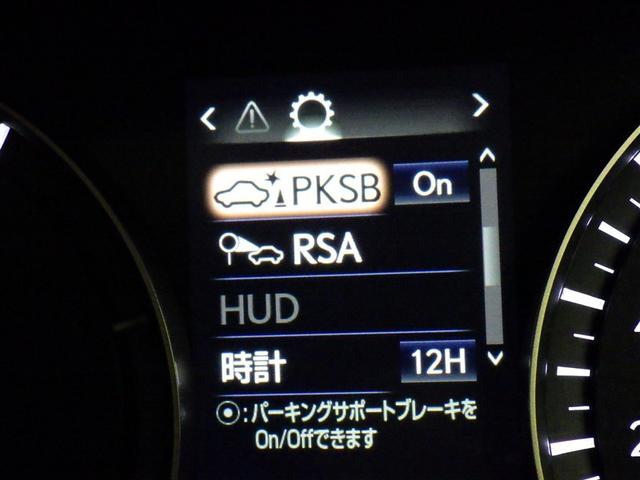 PKSB On
RSA
HUD
時計 12H
⦿:パーキングサポートブレーキを
On/Offできます
2